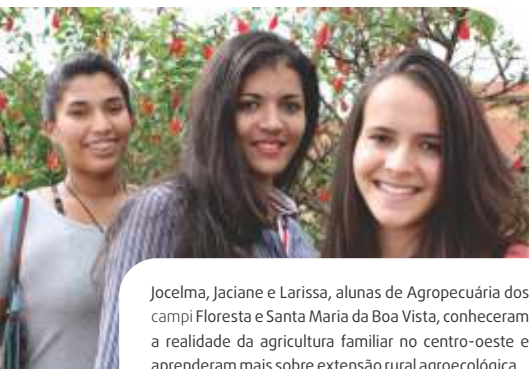 Jocelma, Jaciane e Larissa, alunas de Agropecuária dos
campi Floresta e Santa Maria da Boa Vista, conheceram
a realidade da agricultura familiar no centro-oeste e
aprenderam mais sobre extensão rural agroecológica